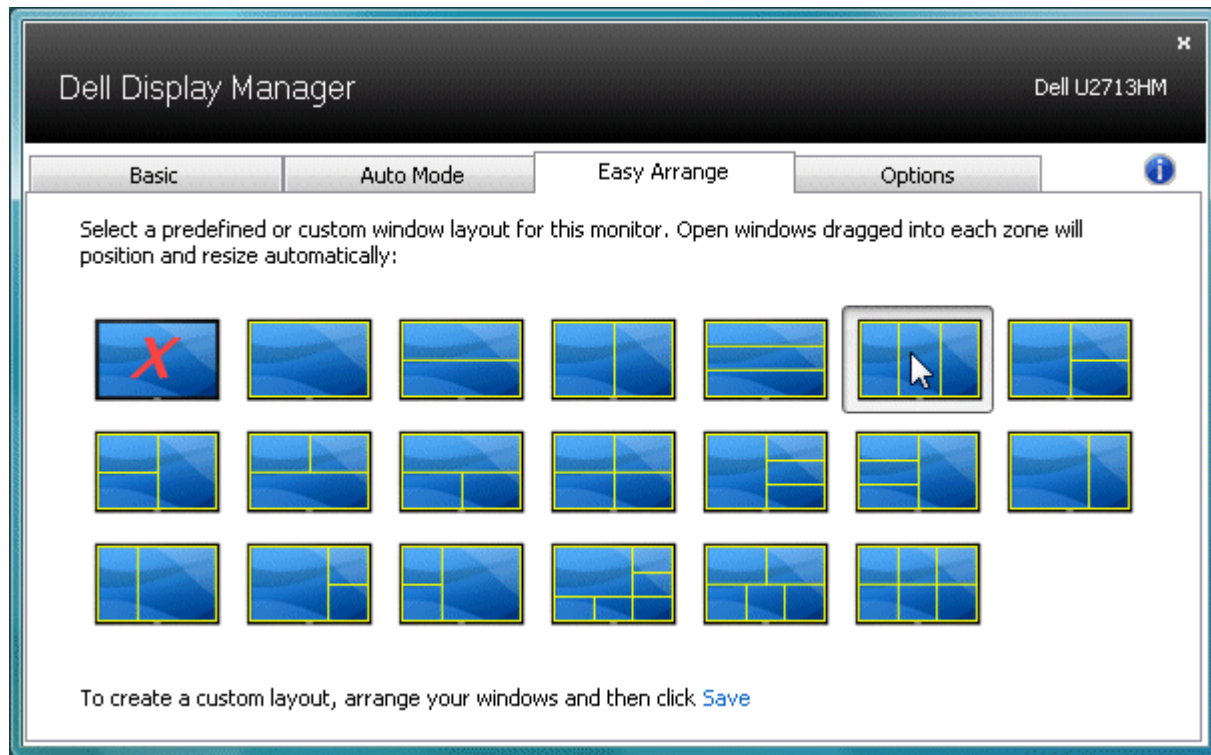 x
Dell Display Manager
Dell U2713HM
Basic
Auto Mode
Easy Arrange
Options
i
Select a predefined or custom window layout for this monitor. Open windows dragged into each zone will
position and resize automatically:
X
To create a custom layout, arrange your windows and then click Save